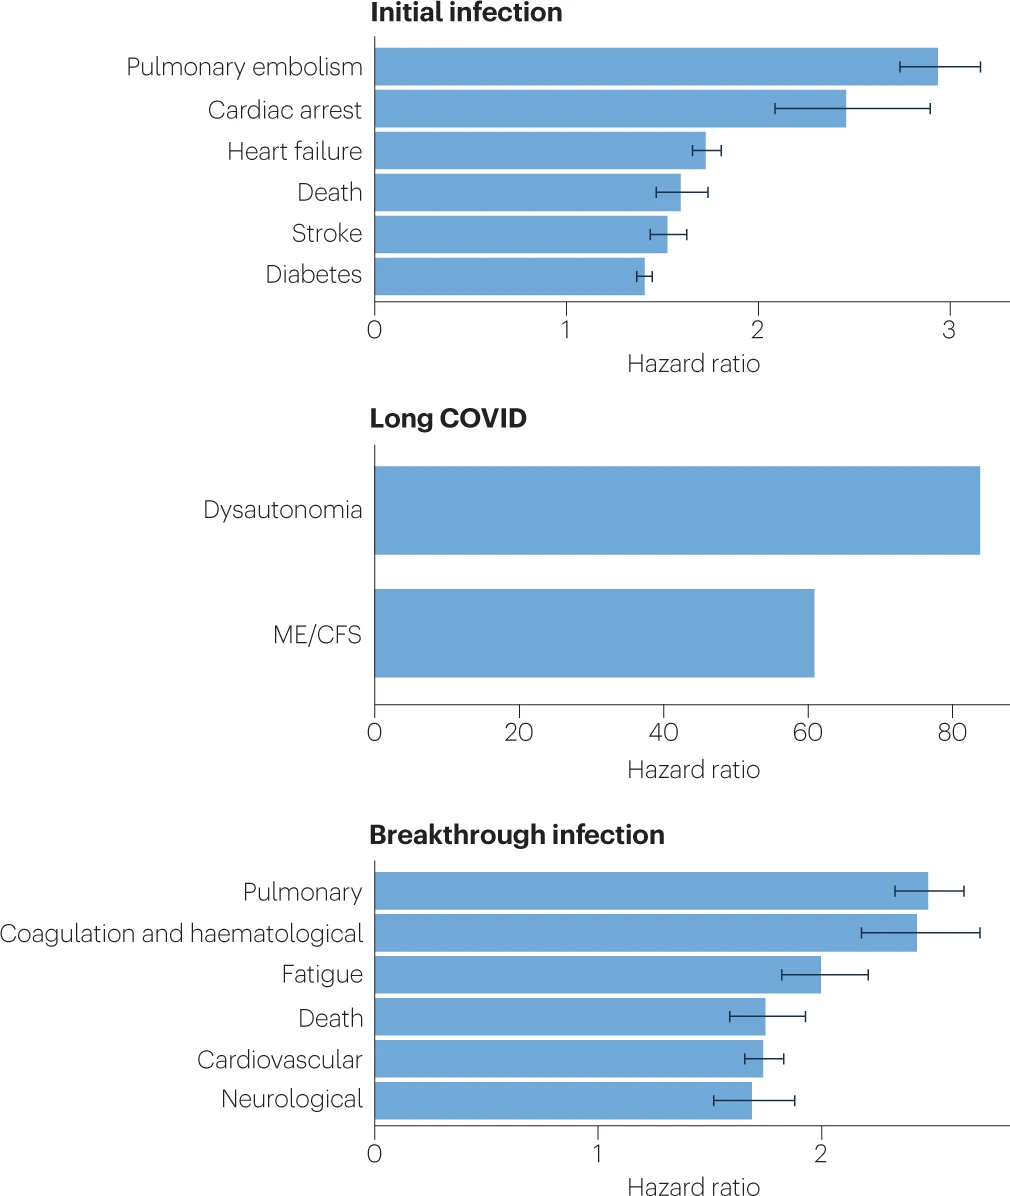 Initial infection
Pulmonary embolism
Cardiac arrest
Heart failure
Death
Stroke
Diabetes
0 1 2 3
Hazard ratio
Long COVID
Dysautonomia
ME/CFS
0 20 40 60 80
Hazard ratio
Breakthrough infection
Pulmonary
Coagulation and haematological
Fatigue
Death
Cardiovascular
Neurological
0 1 2
Hazard ratio